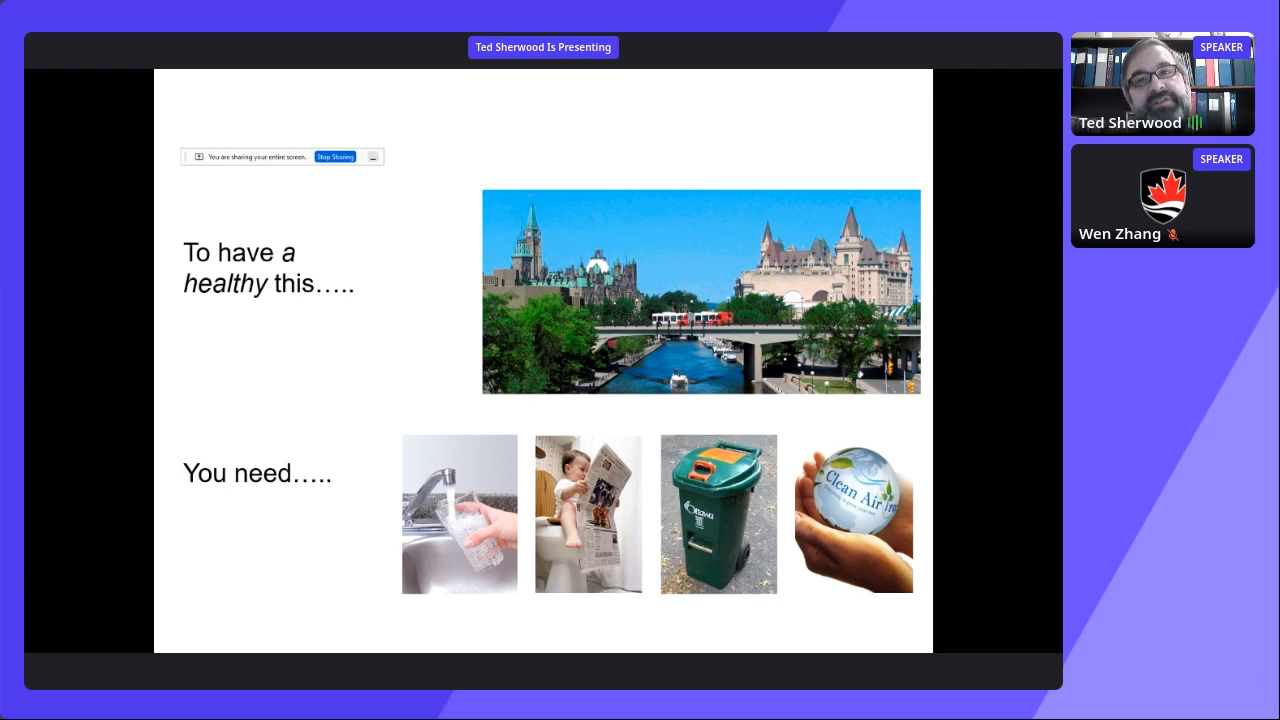 Ted Sherwood Is Presenting
SPEAKER
Ted Sherwood
SPEAKER
Wen Zhang
You are sharing your entire screen.
Stop Sharing
To have a
healthy this…..
You need…..
Ottawa
Clean Air